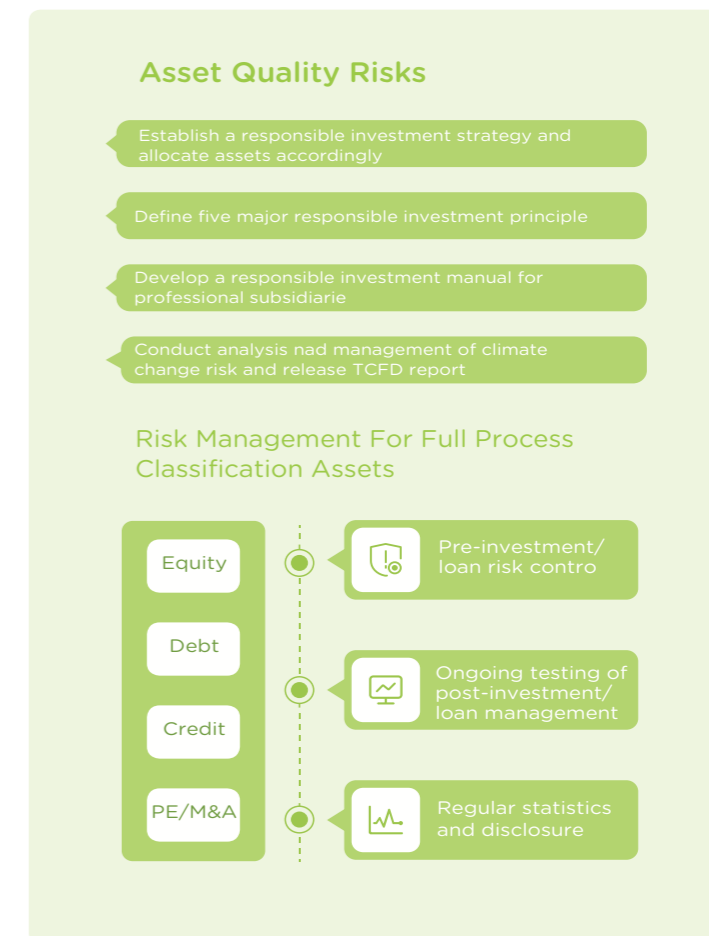 Asset Quality Risks
Establish a responsible investment strategy and
allocate assets accordingly
Define five major responsible investment principle
Develop a responsible investment manual for
professional subsidiarie
Conduct analysis nad management of climate
change risk and release TCFD report
Risk Management For Full Process
Classification Assets
Equity
Debt
Credit
PE/M&A
Pre-investment/
loan risk contro
Ongoing testing of
post-investment/
loan management
Regular statistics
and disclosure